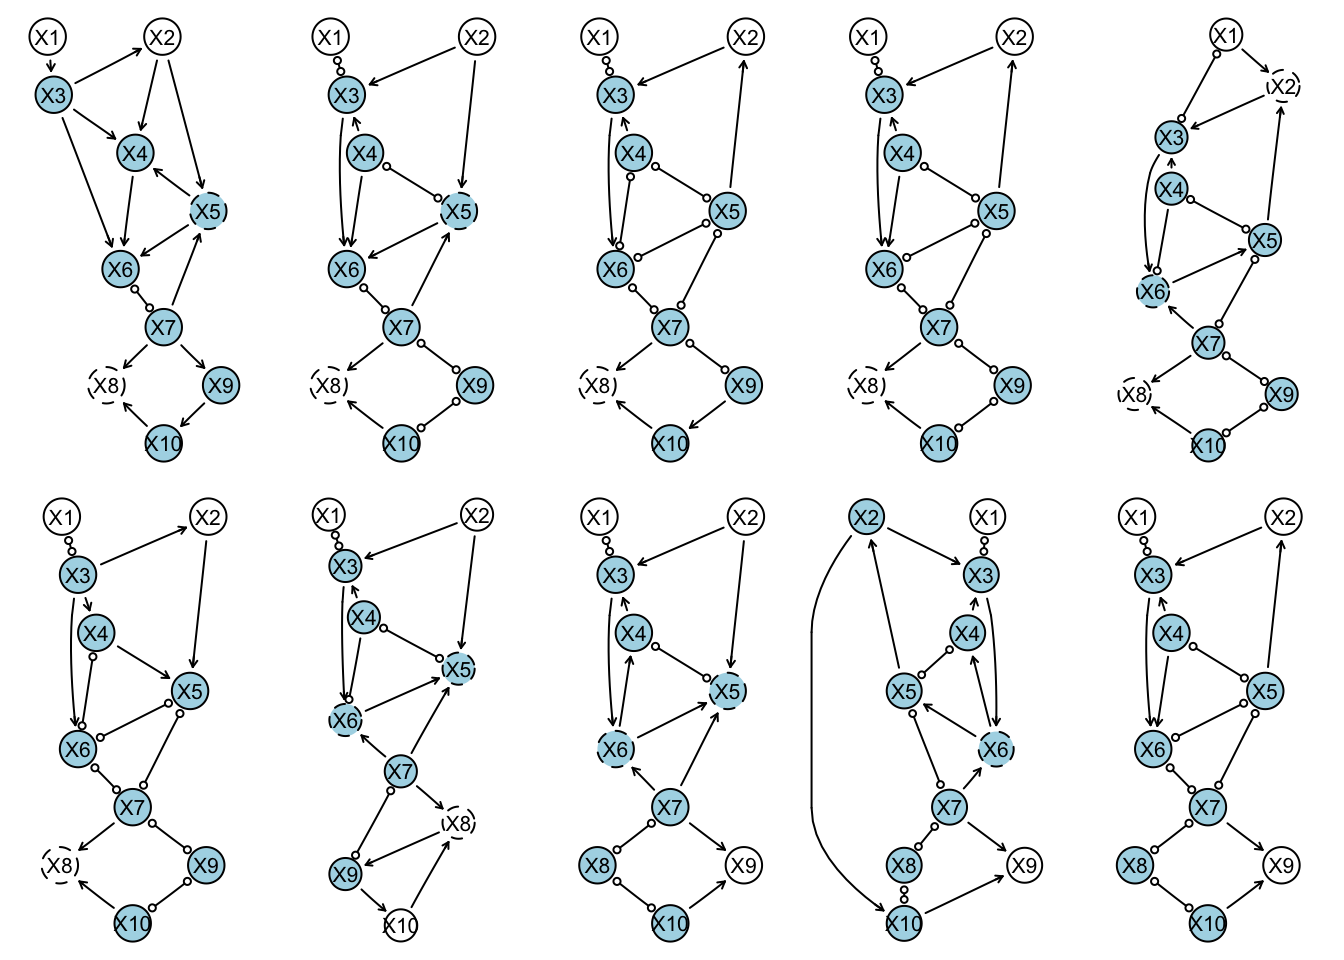 X1 X2 X1 X2 X1 X2 X1 X2 X1
X2
X3 X3 X3 X3
X3
X4 X4 X4 X4
X4
X5 X5 X5 X5
X5
X6 X6 X6 X6
X6
X7 X7 X7 X7
X7
X8 X9 X8 X9 X8 X9 X8 X9
X8 X9
X10 X10 X10 X10 X10
X1 X2 X1 X2 X1 X2 X2 X1 X1 X2
X3 X3 X3 X3 X3
X4 X4 X4 X4 X4
X5 X5 X5 X5 X5
X6 X6 X6 X6 X6
X7 X7 X7 X7 X7
X8
X8 X9 X9 X8 X9 X8 X9 X8 X9
X10 X10 X10 X10 X10